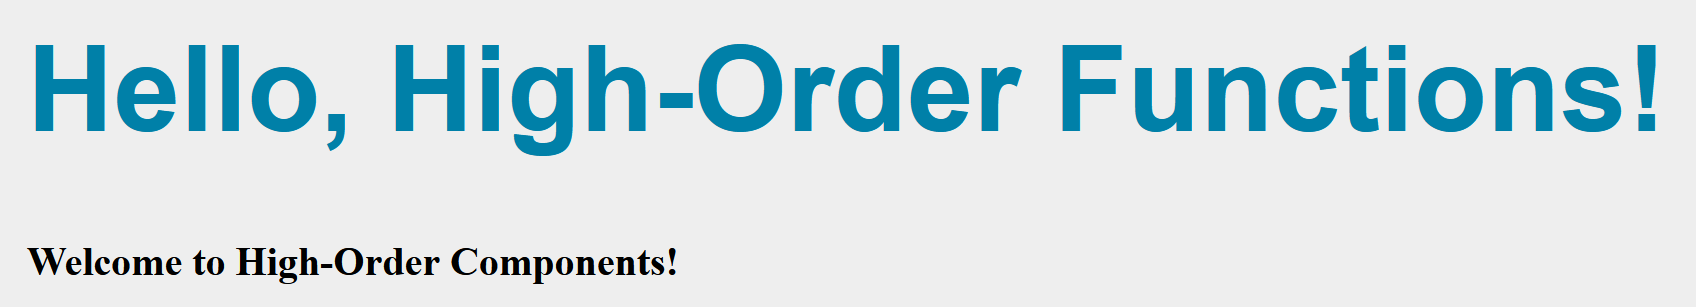 Hello, High-Order Functions!
Welcome to High-Order Components!